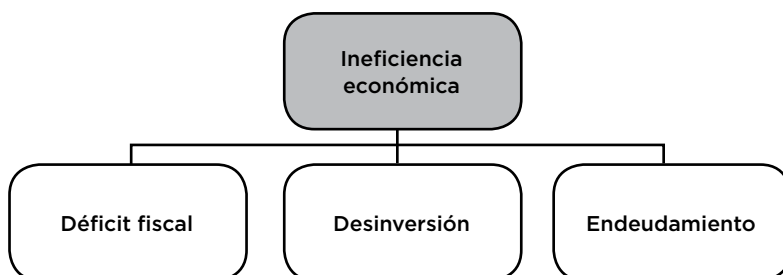 Ineficiencia
económica
Déficit fiscal
Desinversión
Endeudamiento